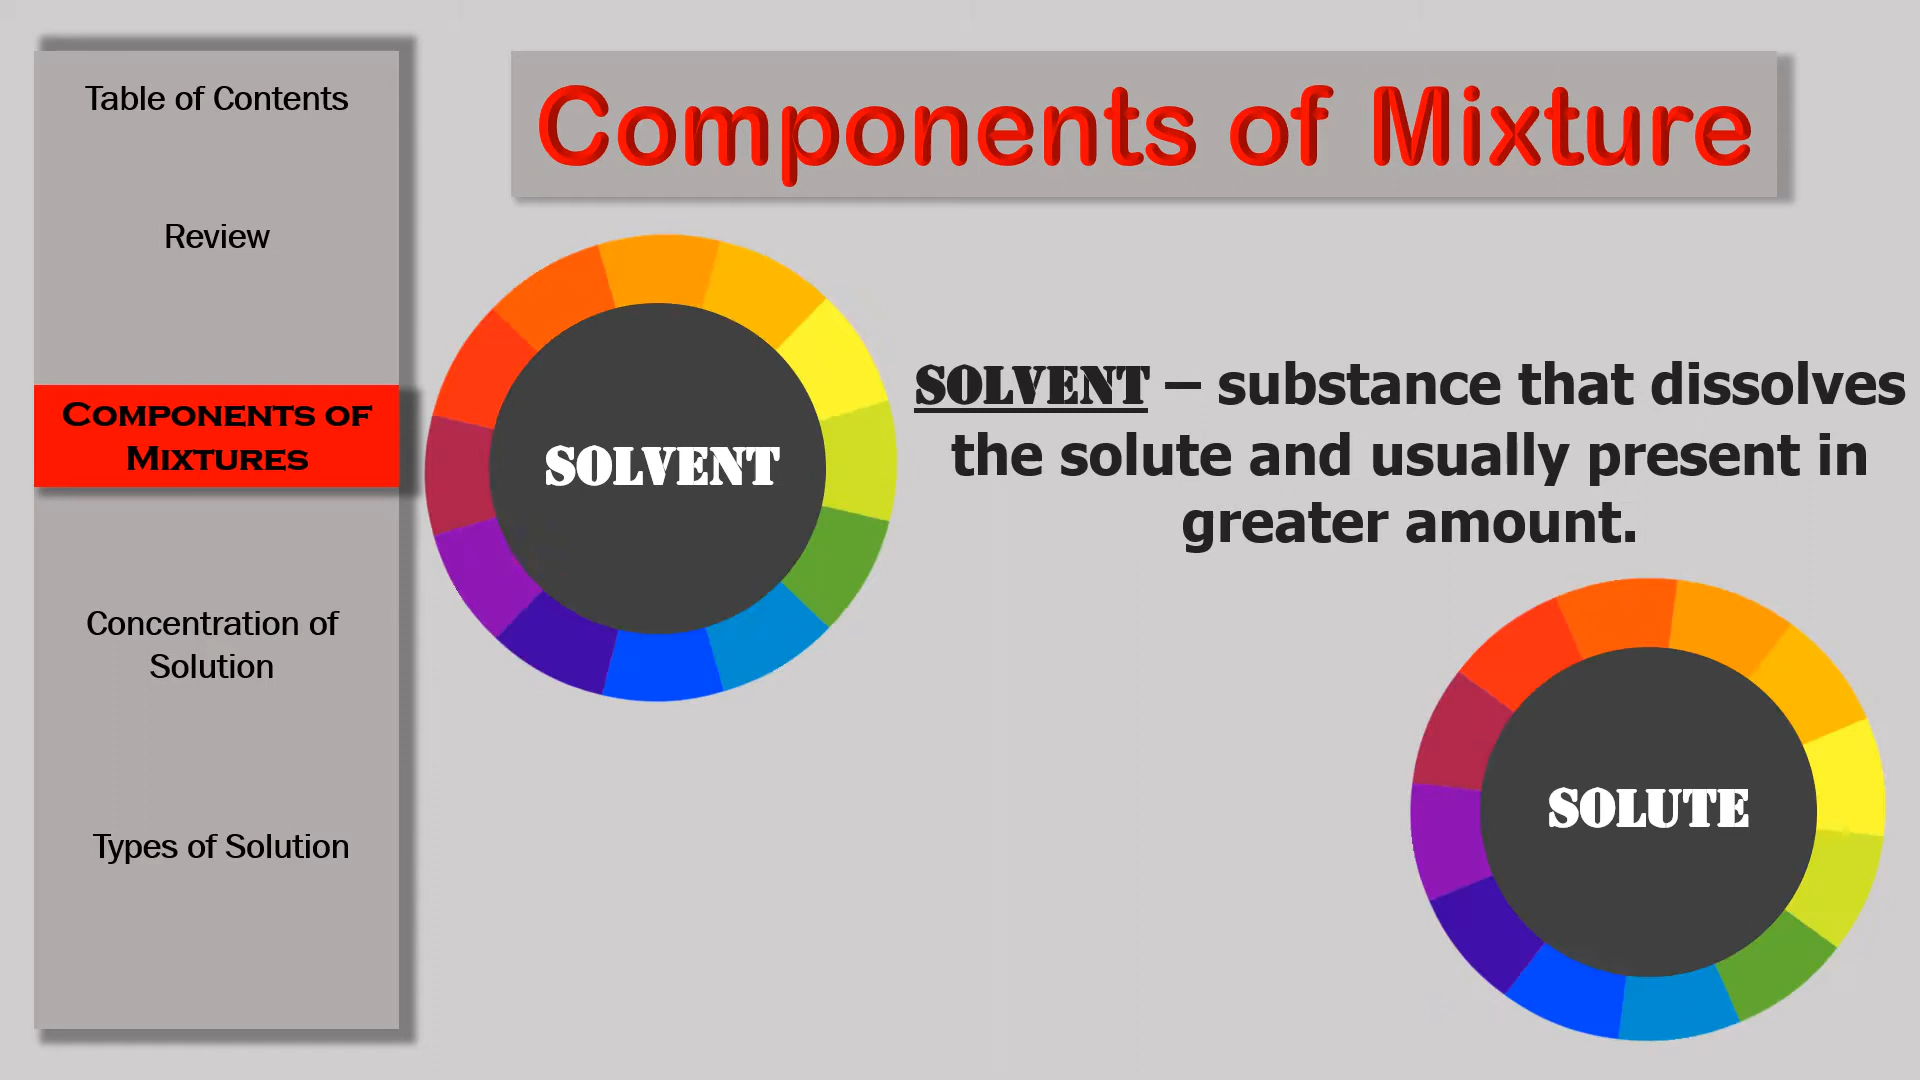 Table of Contents
Review
COMPONENTS OF
MIXTURES
Concentration of
Solution
Types of Solution
Components of Mixture
SOLVENT
SOLVENT – substance that dissolves
the solute and usually present in
greater amount.
SOLUTE